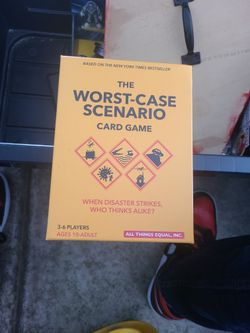 BASED ON THE NEW YORK TIMES BESTSELLER
THE
WORST-CASE
SCENARIO
CARD GAME
WHEN DISASTER STRIKES,
WHO THINKS ALIKE?
3-6 PLAYERS
AGES 18-ADULT
ALL THINGS EQUAL, INC.